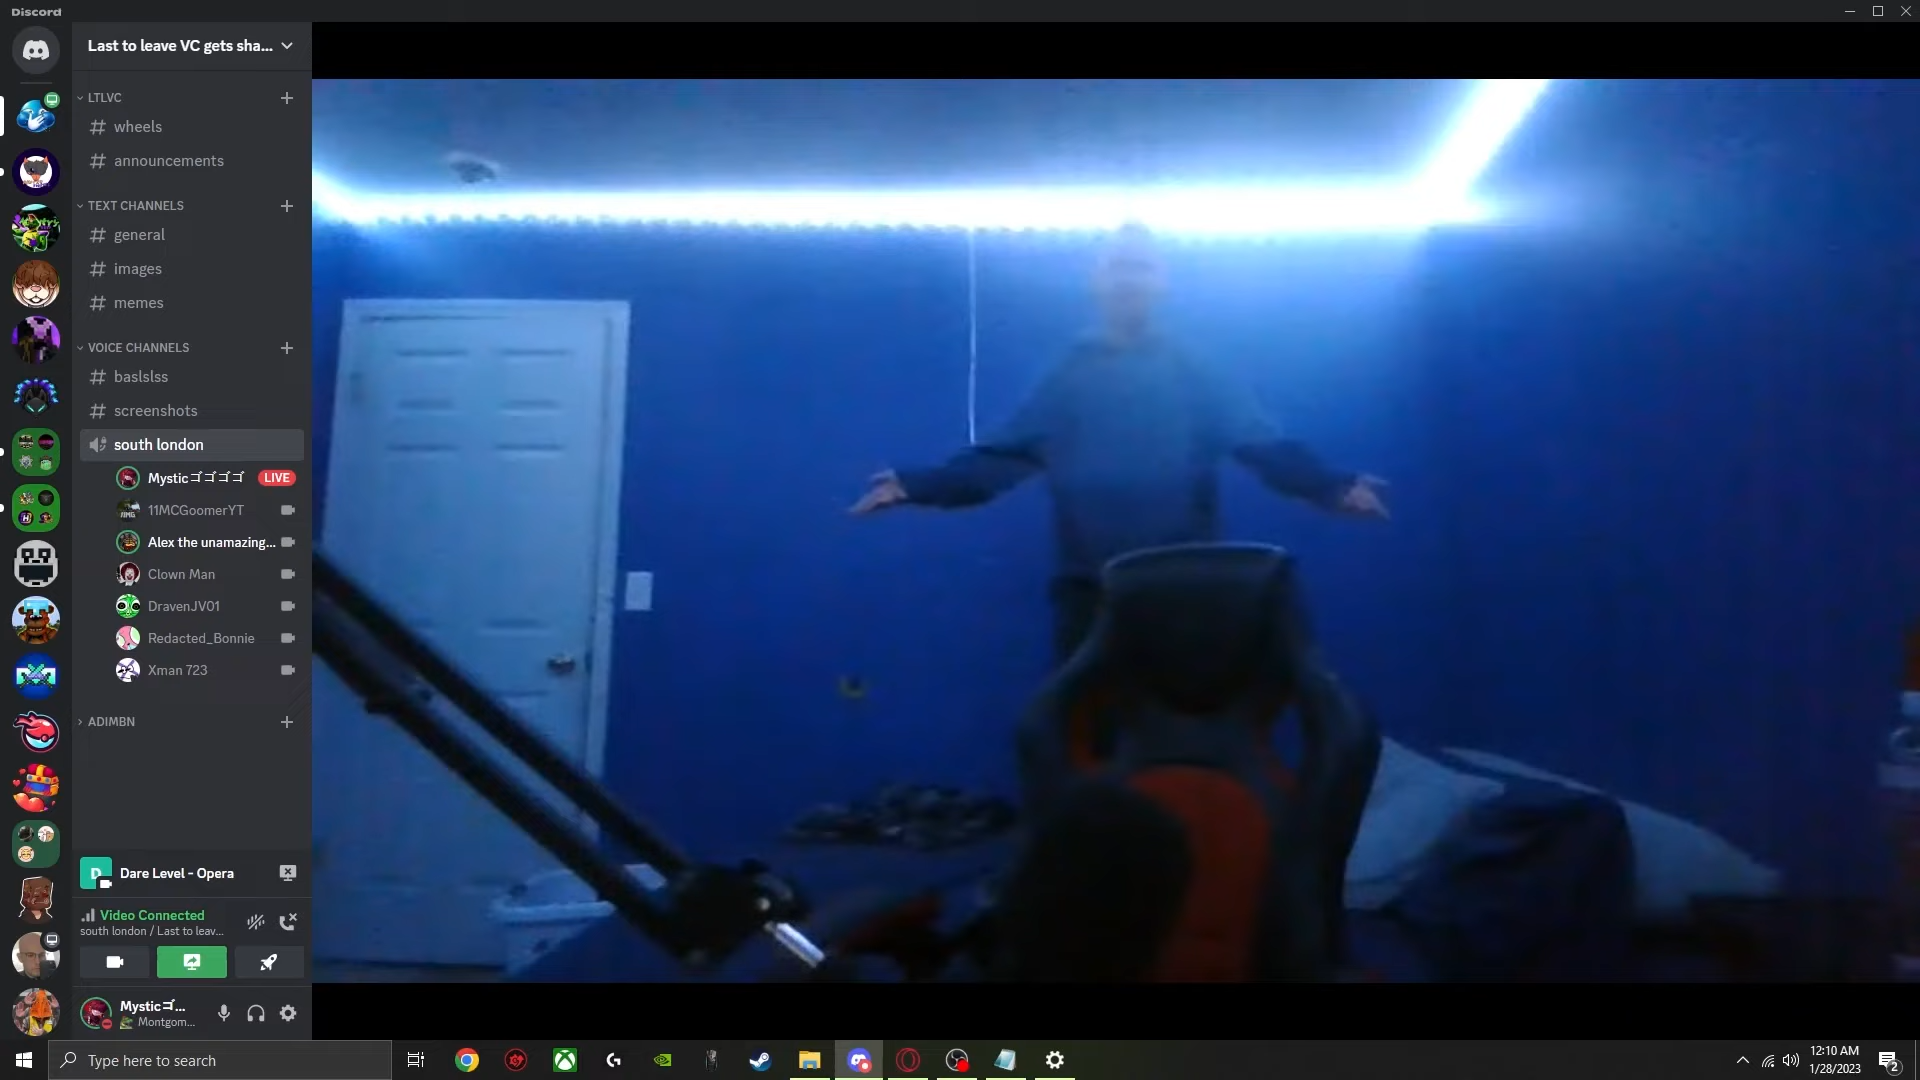 Discord
Last to leave VC gets sha...
LTLVC
wheels
announcements
TEXT CHANNELS
general
images
memes
VOICE CHANNELS
baslslss
screenshots
south london
Mysticゴゴゴゴ LIVE
11MCGoomerYT
Alex the unamazing...
Clown Man
DravenJV01
Redacted_Bonnie
Xman 723
ADIMBN
D Dare Level - Opera
Video Connected
south london / Last to leav...
Mysticゴ...
Montgom...
Type here to search
12:10 AM
1/28/2023
2